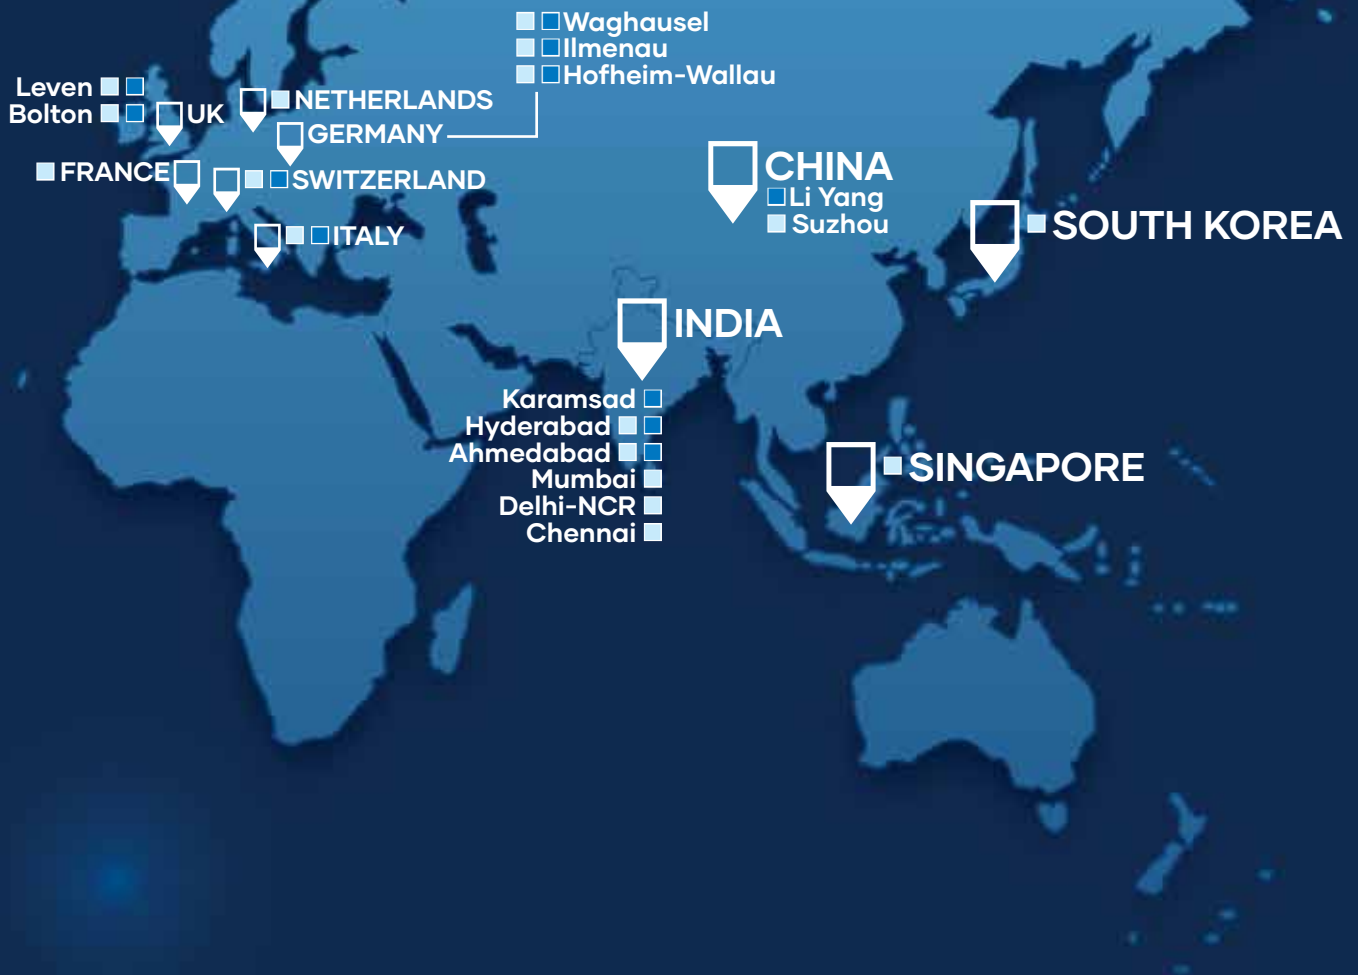 Waghausel
Ilmenau
Hofheim-Wallau
Leven
Bolton
UK
NETHERLANDS
GERMANY
FRANCE
SWITZERLAND
ITALY
CHINA
Li Yang
Suzhou
SOUTH KOREA
INDIA
Karamsad
Hyderabad
Ahmedabad
Mumbai
Delhi-NCR
Chennai
SINGAPORE